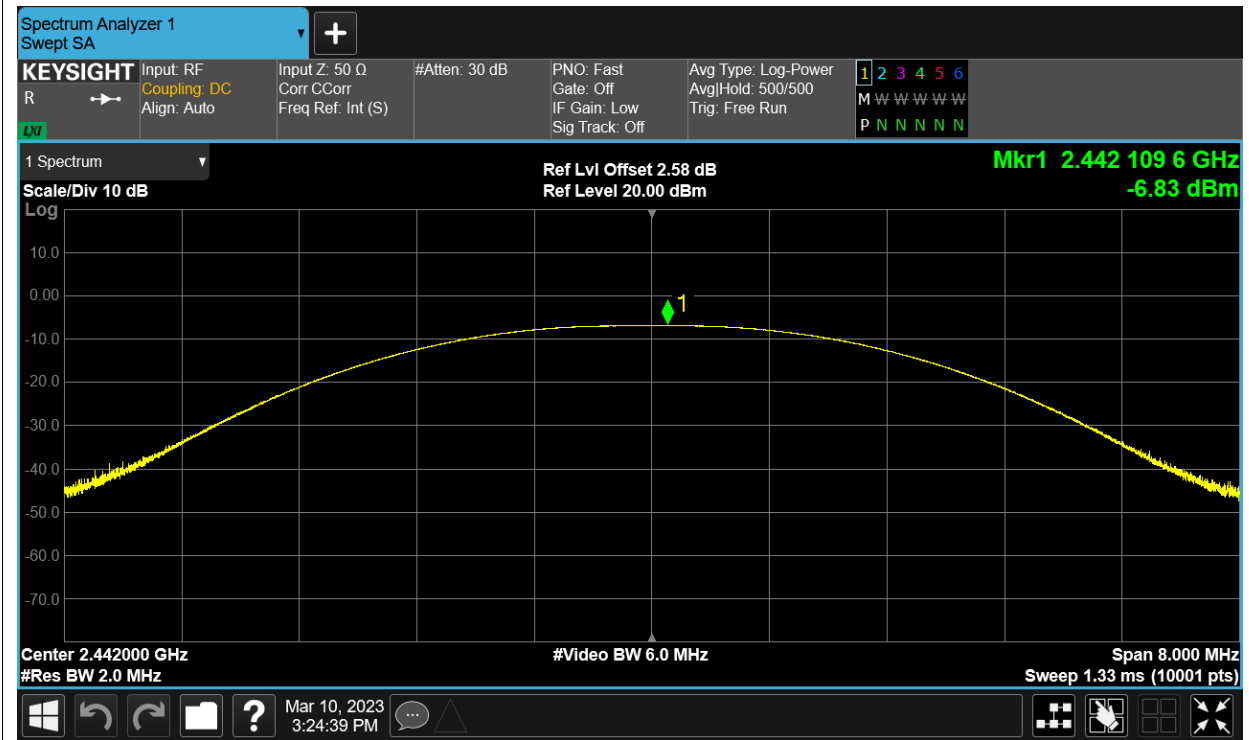 Spectrum Analyzer 1
Swept SA
+
KEYSIGHT
R
LXI
Input: RF
Coupling: DC
Align: Auto
Input Z: 50 Ω
Corr CCorr
Freq Ref: Int (S)
#Atten: 30 dB
PNO: Fast
Gate: Off
IF Gain: Low
Sig Track: Off
Avg Type: Log-Power
Avg|Hold: 500/500
Trig: Free Run
1 2 3 4 5 6
M W W W W W
P N N N N N
1 Spectrum
Scale/Div 10 dB
Ref Lvl Offset 2.58 dB
Ref Level 20.00 dBm
Mkr1 2.442 109 6 GHz
-6.83 dBm
Log
10.0
0.00
-10.0
-20.0
-30.0
-40.0
-50.0
-60.0
-70.0
1
Center 2.442000 GHz
#Res BW 2.0 MHz
#Video BW 6.0 MHz
Span 8.000 MHz
Sweep 1.33 ms (10001 pts)
?
Mar 10, 2023
3:24:39 PM